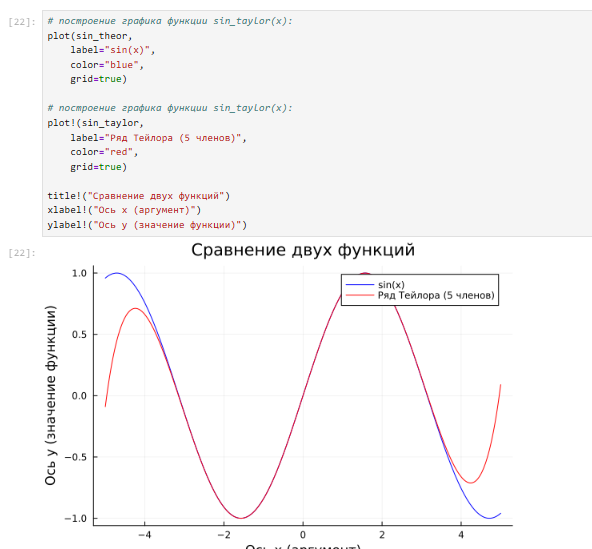 [22]:
# построение графика функции sin_taylor(x):
plot(sin_theor,
label="sin(x)",
color="blue",
grid=true)
# построение графика функции sin_taylor(x):
plot!(sin_taylor,
label="Ряд Тейлора (5 членов)",
color="red",
grid=true)
title!("Сравнение двух функций")
xlabel!("Ось x (аргумент)")
ylabel!("Ось y (значение функции)")
[22]:
Сравнение двух функций
Ось y (значение функции)
1.0
0.5
0.0
−0.5
−1.0
sin(x)
Ряд Тейлора (5 членов)
−4 −2 0 2 4
Ось x (аргумент)